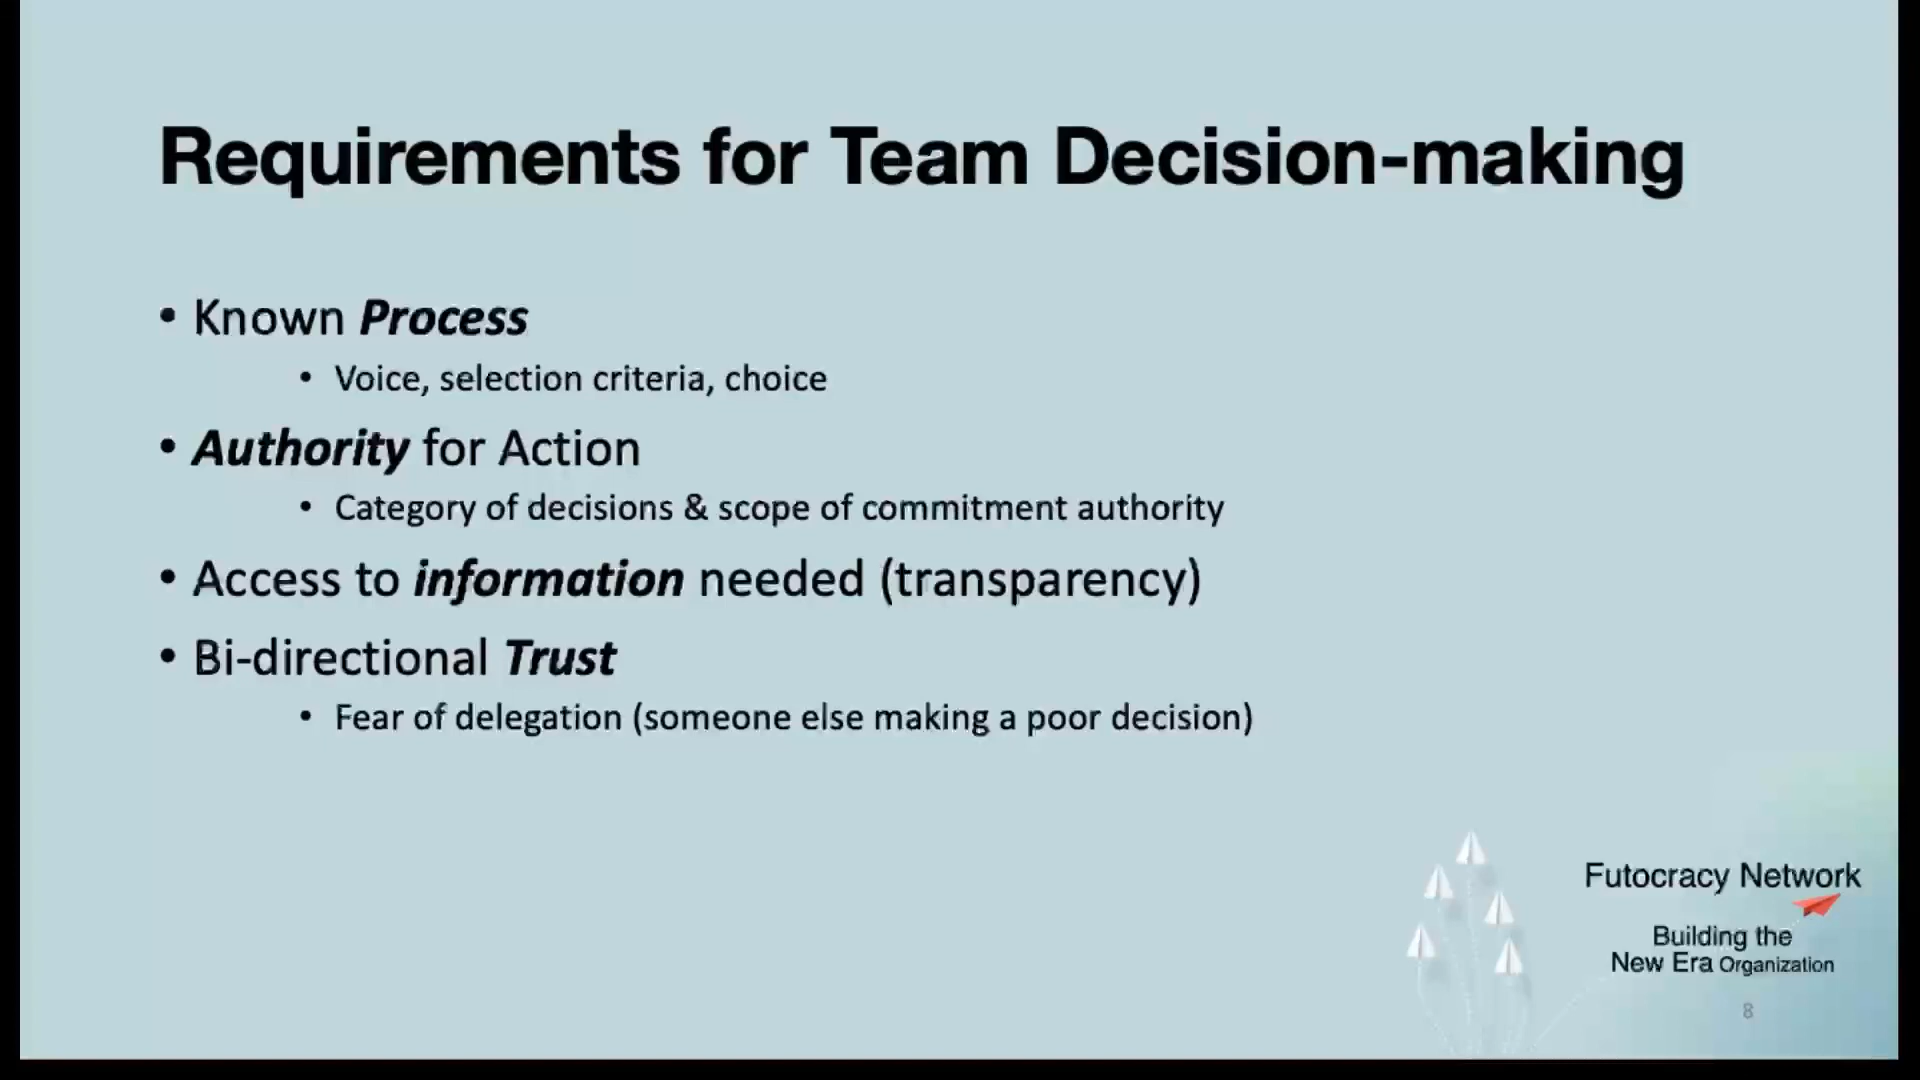 Requirements for Team Decision-making
• Known Process
• Voice, selection criteria, choice
• Authority for Action
• Category of decisions & scope of commitment authority
• Access to information needed (transparency)
• Bi-directional Trust
• Fear of delegation (someone else making a poor decision)
Futocracy Network
Building the
New Era Organization
8